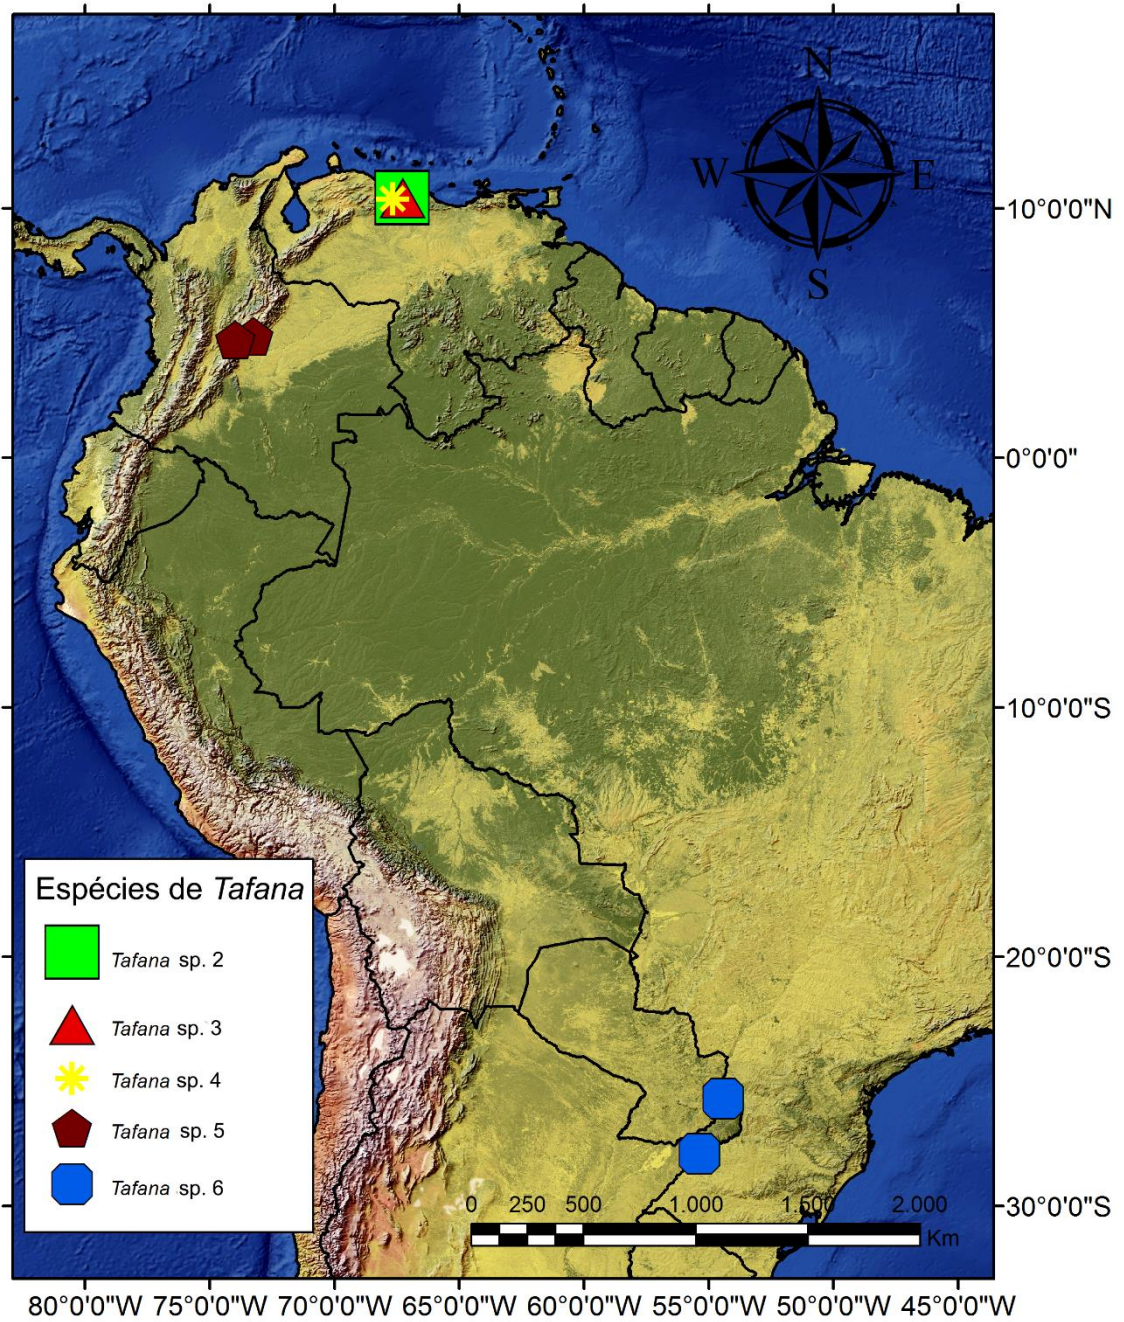 N
W
E
S
10°0'0"N
0°0'0"
10°0'0"S
20°0'0"S
30°0'0"S
Espécies de Tafana
Tafana sp. 2
Tafana sp. 3
Tafana sp. 4
Tafana sp. 5
Tafana sp. 6
0 250 500 1.000 1.500 2.000
Km
80°0'0"W 75°0'0"W 70°0'0"W 65°0'0"W 60°0'0"W 55°0'0"W 50°0'0"W 45°0'0"W